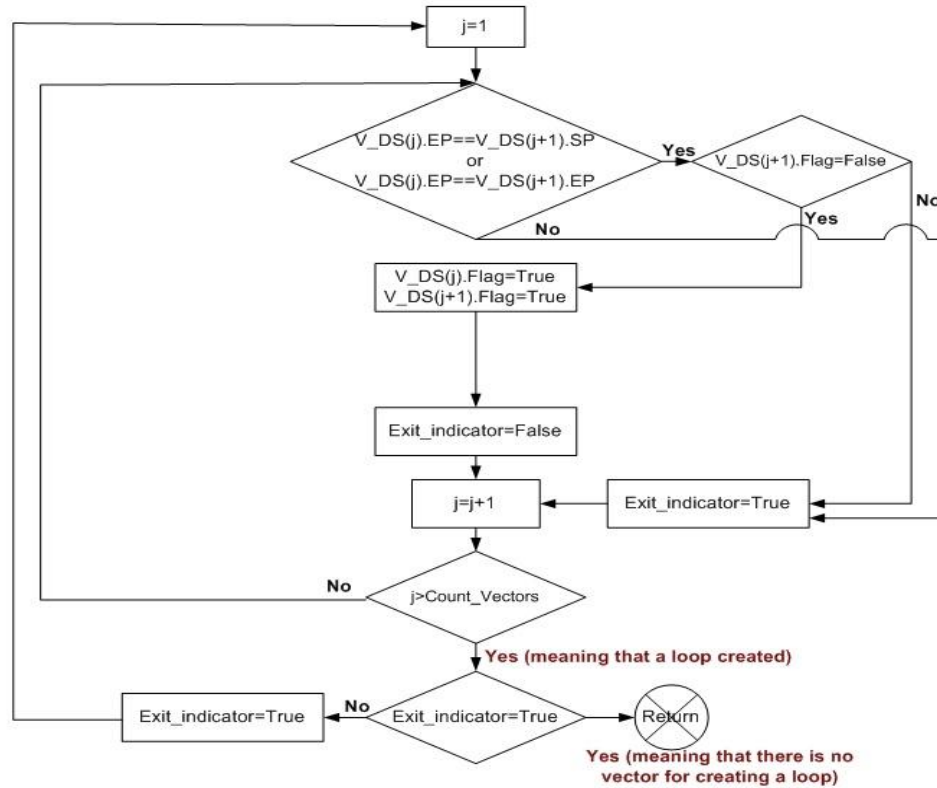 j=1
V_DS(j).EP==V_DS(j+1).SP
or
V_DS(j).EP==V_DS(j+1).EP
Yes
V_DS(j+1).Flag=False
No
Yes
No
V_DS(j).Flag=True
V_DS(j+1).Flag=True
Exit_indicator=False
j=j+1
Exit_indicator=True
No
j>Count_Vectors
Yes (meaning that a loop created)
Exit_indicator=True
No
Exit_indicator=True
Return
Yes (meaning that there is no
vector for creating a loop)